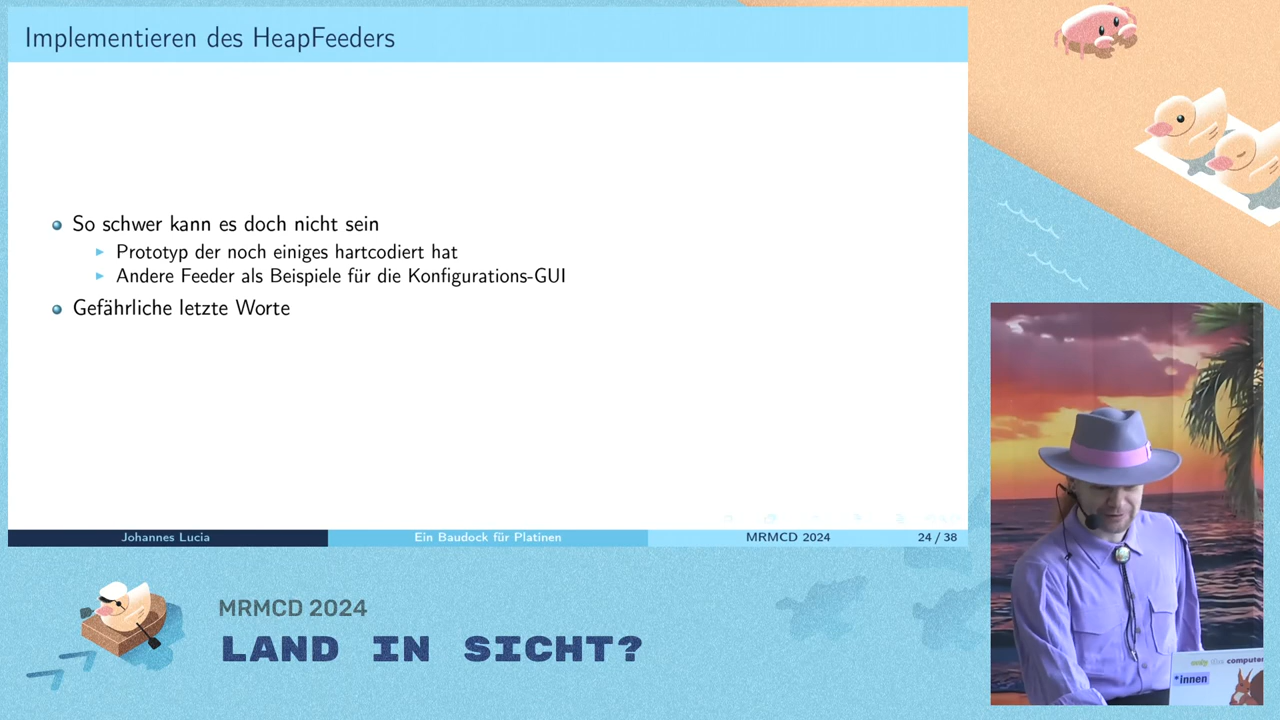 Implementieren des HeapFeeders
So schwer kann es doch nicht sein
Prototyp der noch einiges hartcodiert hat
Andere Feeder als Beispiele für die Konfigurations-GUI
Gefährliche letzte Worte
Johannes Lucia
Ein Baudock für Platinen
MRMCD 2024
24 / 38
MRMCD 2024
LAND IN SICHT?
only the computer
*innen